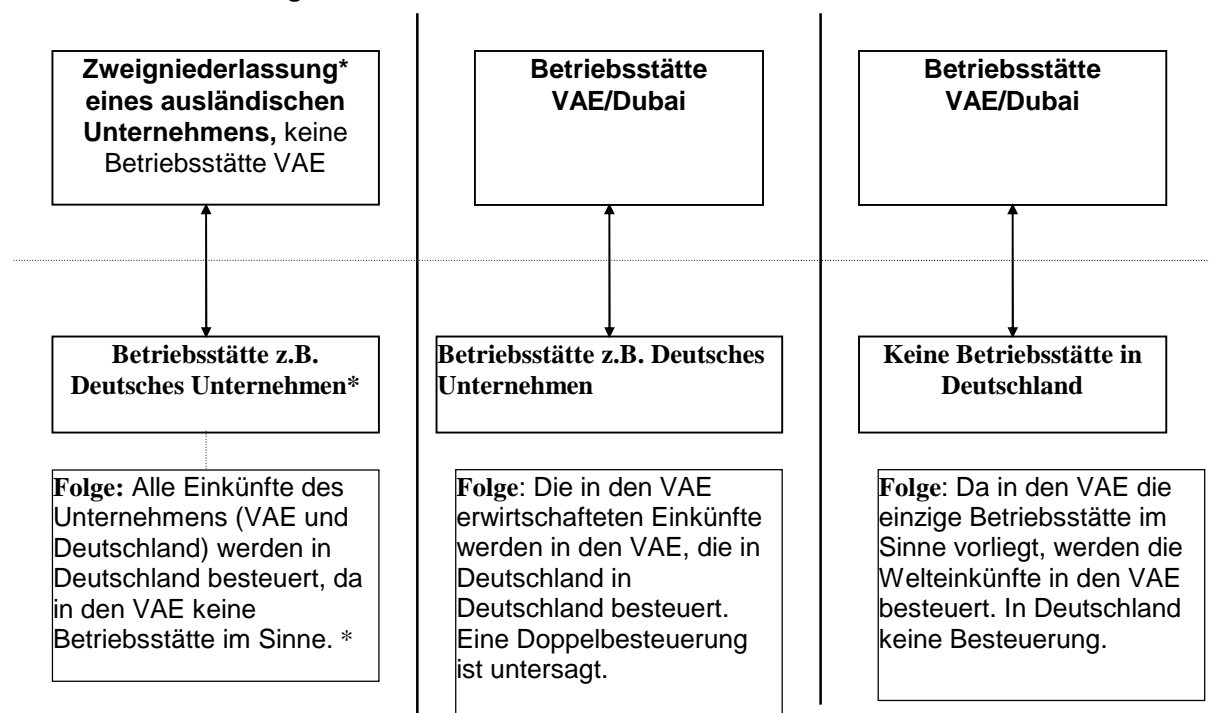 Zweigniederlassung*
eines ausländischen
Unternehmens, keine
Betriebsstätte VAE
Betriebsstätte
VAE/Dubai
Betriebsstätte
VAE/Dubai
Betriebsstätte z.B.
Deutsches Unternehmen*
Betriebsstätte z.B. Deutsches
Unternehmen
Keine Betriebsstätte in
Deutschland
Folge: Alle Einkünfte des
Unternehmens (VAE und
Deutschland) werden in
Deutschland besteuert, da
in den VAE keine
Betriebsstätte im Sinne. *
Folge: Die in den VAE
erwirtschafteten Einkünfte
werden in den VAE, die in
Deutschland in
Deutschland besteuert.
Eine Doppelbesteuerung
ist untersagt.
Folge: Da in den VAE die
einzige Betriebsstätte im
Sinne vorliegt, werden die
Welteinkünfte in den VAE
besteuert. In Deutschland
keine Besteuerung.